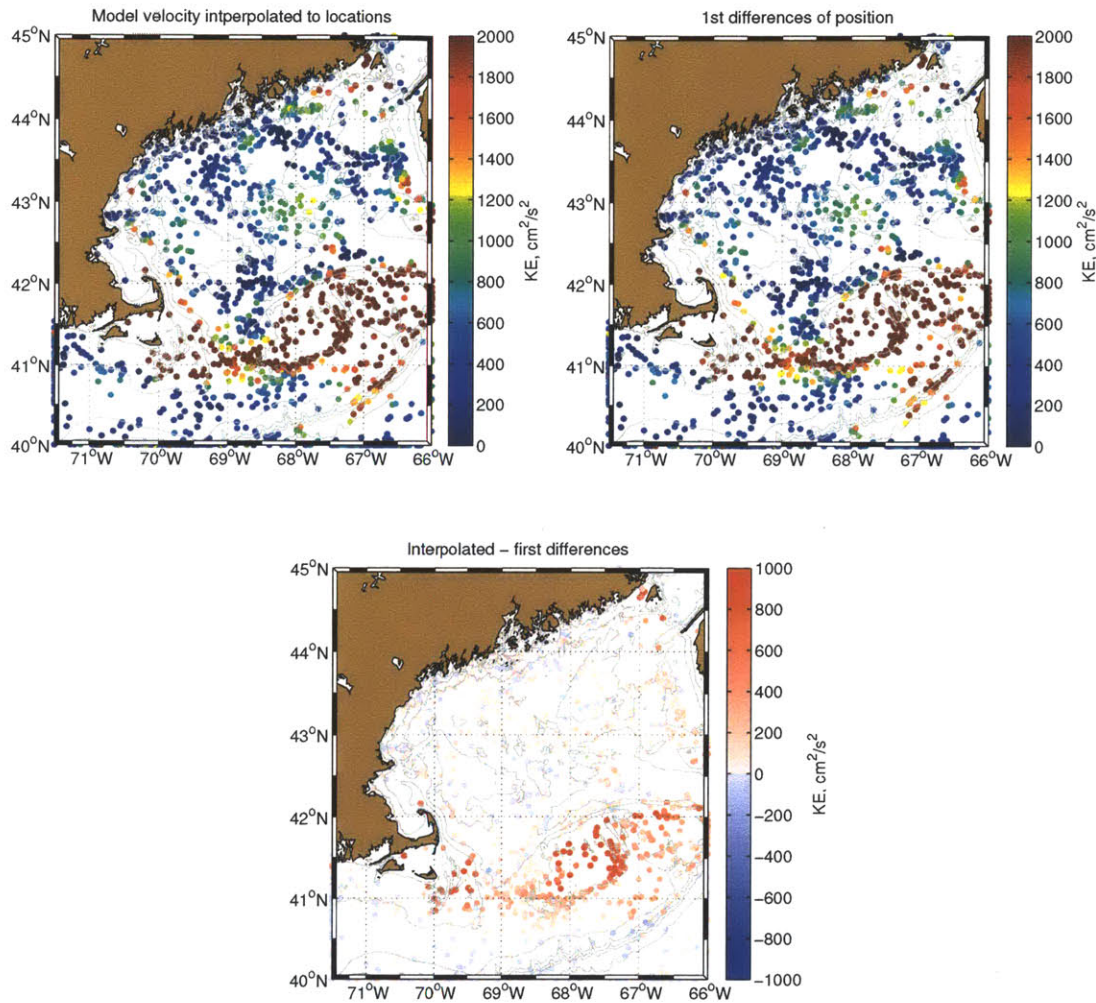 Model velocity intperpolated to locations
45°N
44°N
43°N
42°N
41°N
40°N
71°W 70°W 69°W 68°W 67°W 66°W
2000
1800
1600
1400
1200
1000
800
600
400
200
0
KE, cm²/s²
1st differences of position
45°N
44°N
43°N
42°N
41°N
40°N
71°W 70°W 69°W 68°W 67°W 66°W
2000
1800
1600
1400
1200
1000
800
600
400
200
0
KE, cm²/s²
Interpolated – first differences
45°N
44°N
43°N
42°N
41°N
40°N
71°W 70°W 69°W 68°W 67°W 66°W
1000
800
600
400
200
0
−200
−400
−600
−800
−1000
KE, cm²/s²